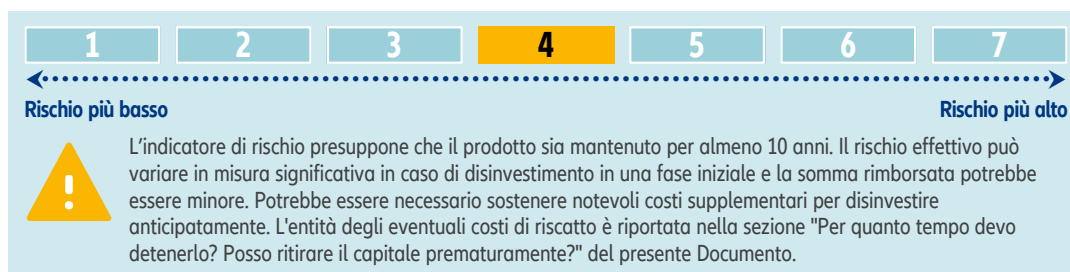 1 2 3 4 5 6 7
Rischio più basso Rischio più alto
L'indicatore di rischio presuppone che il prodotto sia mantenuto per almeno 10 anni. Il rischio effettivo può
variare in misura significativa in caso di disinvestimento in una fase iniziale e la somma rimborsata potrebbe
essere minore. Potrebbe essere necessario sostenere notevoli costi supplementari per disinvestire
anticipatamente. L'entità degli eventuali costi di riscatto è riportata nella sezione "Per quanto tempo devo
detenerlo? Posso ritirare il capitale prematuramente?" del presente Documento.